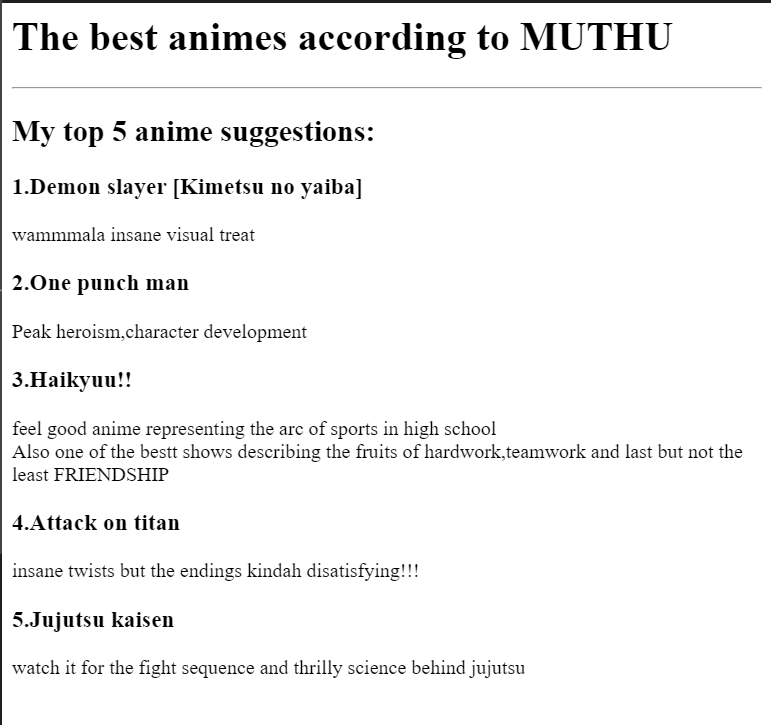 The best animes according to MUTHU
My top 5 anime suggestions:
1.Demon slayer [Kimetsu no yaiba]
wammmala insane visual treat
2.One punch man
Peak heroism,character development
3.Haikyuu!!
feel good anime representing the arc of sports in high school
Also one of the bestt shows describing the fruits of hardwork,teamwork and last but not the
least FRIENDSHIP
4.Attack on titan
insane twists but the endings kindah disatisfying!!!
5.Jujutsu kaisen
watch it for the fight sequence and thrilly science behind jujutsu